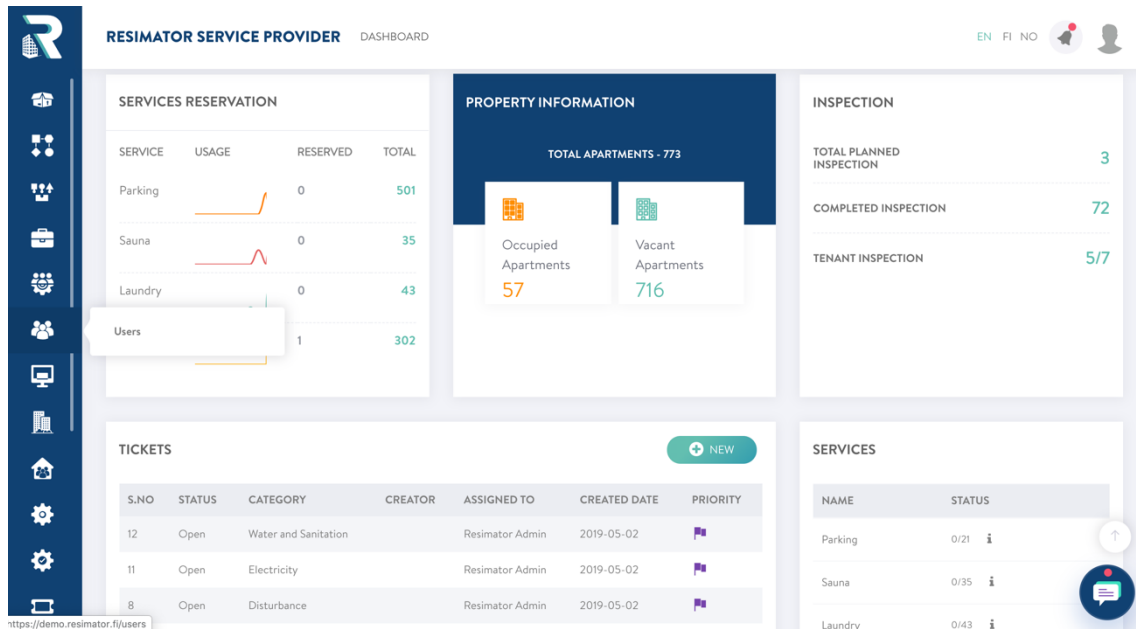 RESIMATOR SERVICE PROVIDER DASHBOARD EN FI NO
SERVICES RESERVATION
SERVICE USAGE RESERVED TOTAL
Parking 0 501
Sauna 0 35
Laundry 0 43
1 302
Users
PROPERTY INFORMATION
TOTAL APARTMENTS - 773
Occupied
Apartments
57
Vacant
Apartments
716
INSPECTION
TOTAL PLANNED
INSPECTION
3
COMPLETED INSPECTION 72
TENANT INSPECTION 5/7
TICKETS NEW
S.NO STATUS CATEGORY CREATOR ASSIGNED TO CREATED DATE PRIORITY
12 Open Water and Sanitation Resimator Admin 2019-05-02
11 Open Electricity Resimator Admin 2019-05-02
8 Open Disturbance Resimator Admin 2019-05-02
SERVICES
NAME STATUS
Parking 0/21
Sauna 0/35
Laundry 0/43
https://demo.resimator.fi/users